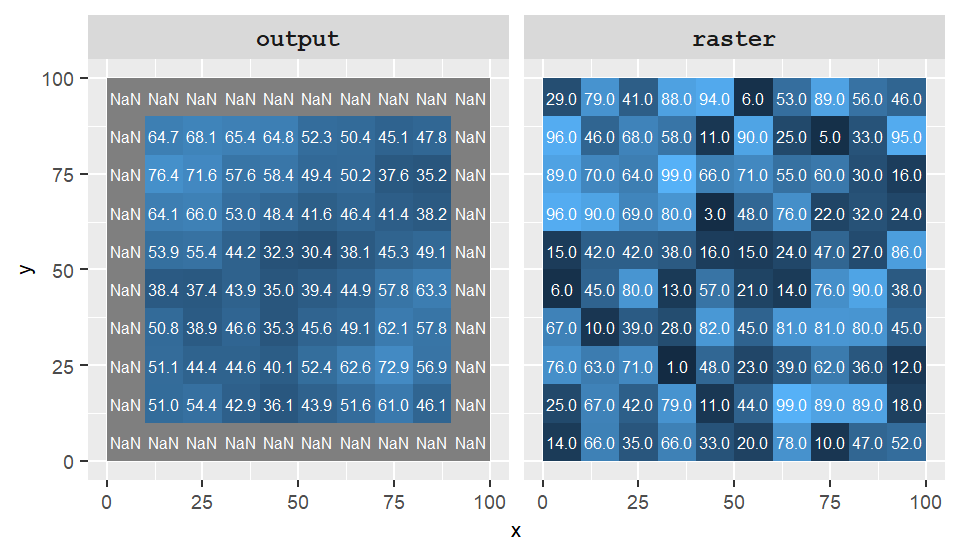 output raster
100
NaN NaN NaN NaN NaN NaN NaN NaN NaN NaN 29.0 79.0 41.0 88.0 94.0 6.0 53.0 89.0 56.0 46.0
NaN 64.7 68.1 65.4 64.8 52.3 50.4 45.1 47.8 NaN 96.0 46.0 68.0 58.0 11.0 90.0 25.0 5.0 33.0 95.0
75 NaN 76.4 71.6 57.6 58.4 49.4 50.2 37.6 35.2 NaN 89.0 70.0 64.0 99.0 66.0 71.0 55.0 60.0 30.0 16.0
NaN 64.1 66.0 53.0 48.4 41.6 46.4 41.4 38.2 NaN 96.0 90.0 69.0 80.0 3.0 48.0 76.0 22.0 32.0 24.0
NaN 53.9 55.4 44.2 32.3 30.4 38.1 45.3 49.1 NaN 15.0 42.0 42.0 38.0 16.0 15.0 24.0 47.0 27.0 86.0
y 50
NaN 38.4 37.4 43.9 35.0 39.4 44.9 57.8 63.3 NaN 6.0 45.0 80.0 13.0 57.0 21.0 14.0 76.0 90.0 38.0
NaN 50.8 38.9 46.6 35.3 45.6 49.1 62.1 57.8 NaN 67.0 10.0 39.0 28.0 82.0 45.0 81.0 81.0 80.0 45.0
25 NaN 51.1 44.4 44.6 40.1 52.4 62.6 72.9 56.9 NaN 76.0 63.0 71.0 1.0 48.0 23.0 39.0 62.0 36.0 12.0
NaN 51.0 54.4 42.9 36.1 43.9 51.6 61.0 46.1 NaN 25.0 67.0 42.0 79.0 11.0 44.0 99.0 89.0 89.0 18.0
NaN NaN NaN NaN NaN NaN NaN NaN NaN NaN 14.0 66.0 35.0 66.0 33.0 20.0 78.0 10.0 47.0 52.0
0
0 25 50 75 100 0 25 50 75 100
x